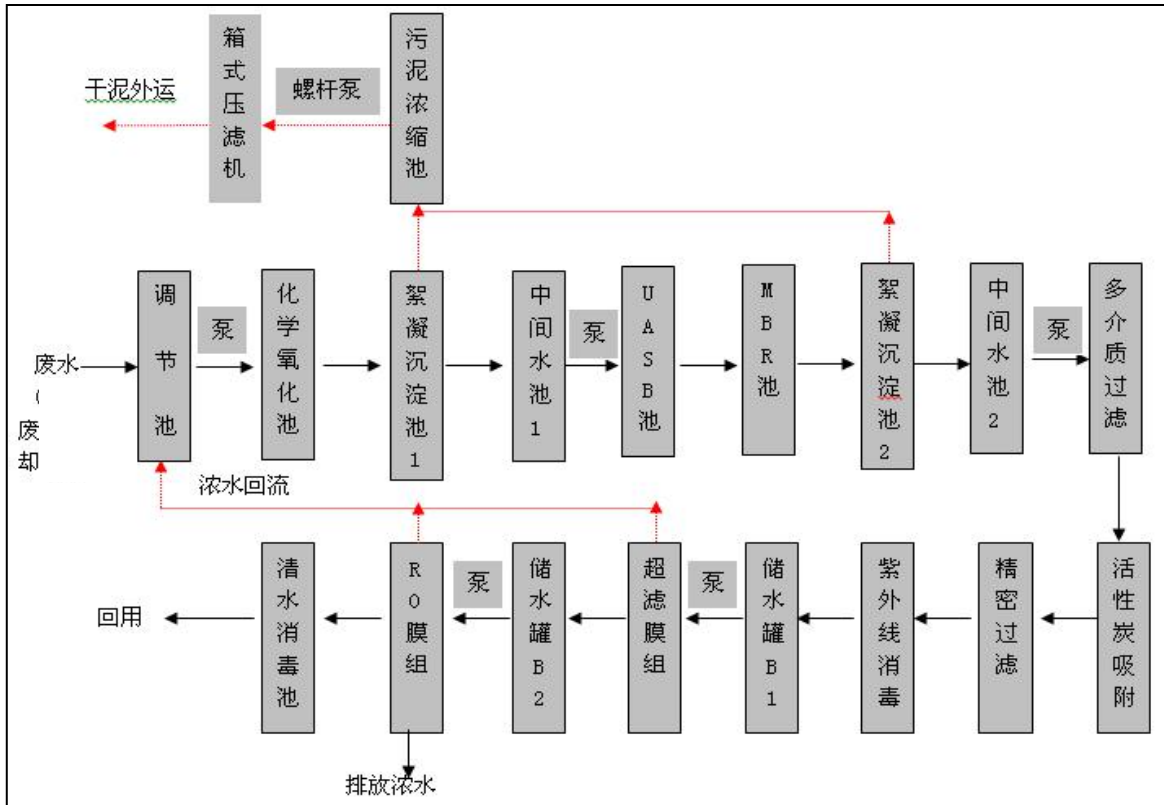 箱式压滤机
污泥浓缩池
干泥外运
螺杆泵
调节池
泵
化学氧化池
絮凝沉淀池1
中间水池1
泵
UASB池
MBR池
絮凝沉淀池2
中间水池2
泵
多介质过滤
废水
(
废
却
浓水回流
回用
清水消毒池
RO膜组
泵
储水罐B2
超滤膜组
泵
储水罐B1
紫外线消毒
精密过滤
活性炭吸附
排放浓水